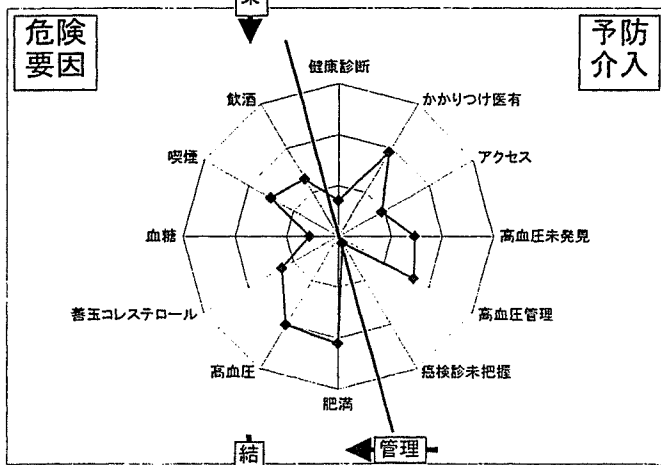 危険
要因
予防
介入
健康診断
飲酒
かかりつけ医有
喫煙
アクセス
血糖
高血圧未発見
善玉コレステロール
高血圧管理
高血圧
癌検診未把握
肥満
結
管理